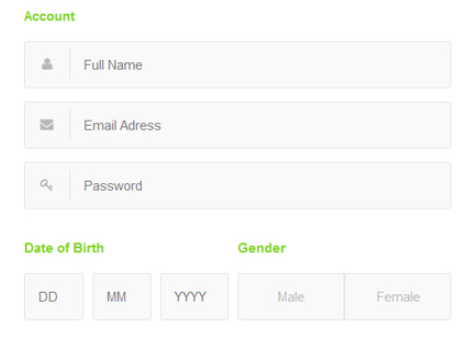 Account
Full Name
Email Adress
Password
Date of Birth Gender
DD MM YYYY Male Female